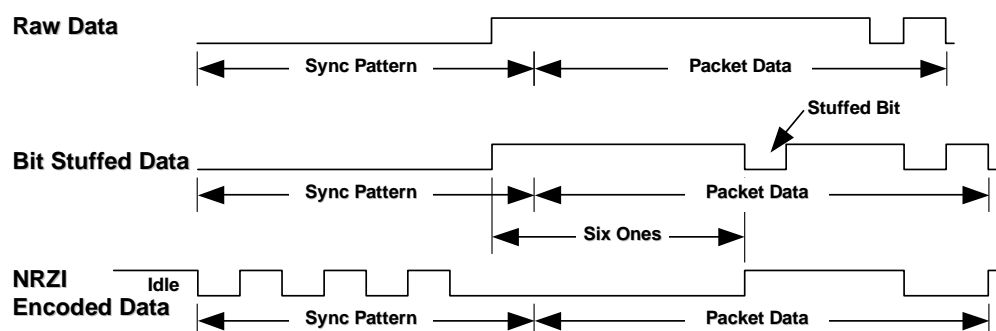 Raw Data
Sync Pattern
Packet Data
Stuffed Bit
Bit Stuffed Data
Sync Pattern
Packet Data
Six Ones
NRZI
Idle
Encoded Data
Sync Pattern
Packet Data